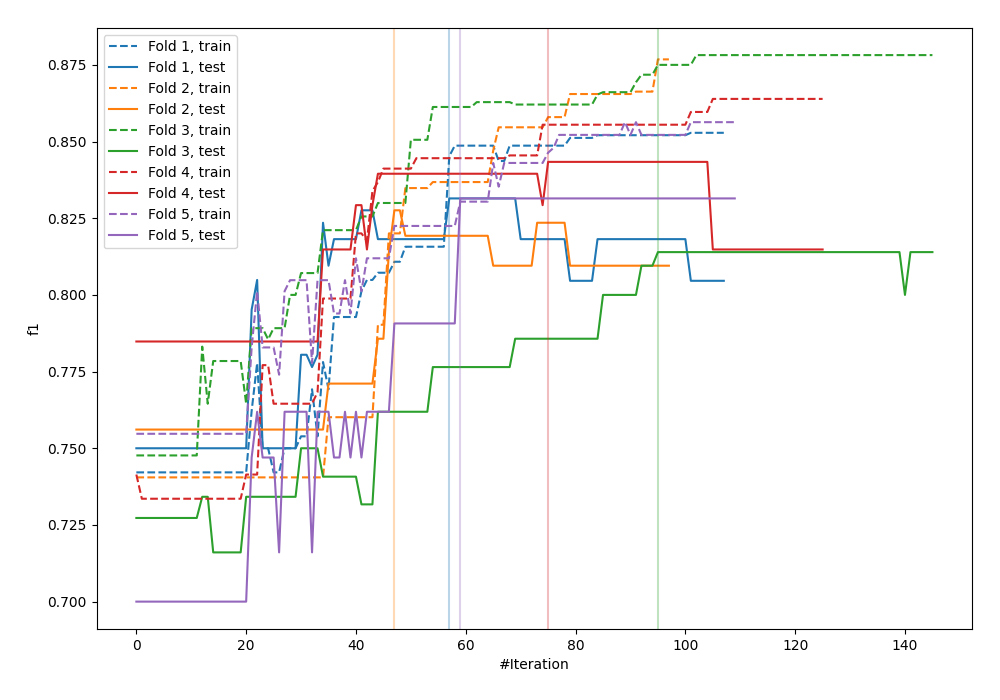 Fold 1, train
Fold 1, test
Fold 2, train
Fold 2, test
Fold 3, train
Fold 3, test
Fold 4, train
Fold 4, test
Fold 5, train
Fold 5, test
0.875
0.850
0.825
0.800
0.775
0.750
0.725
0.700
f1
0 20 40 60 80 100 120 140
#Iteration